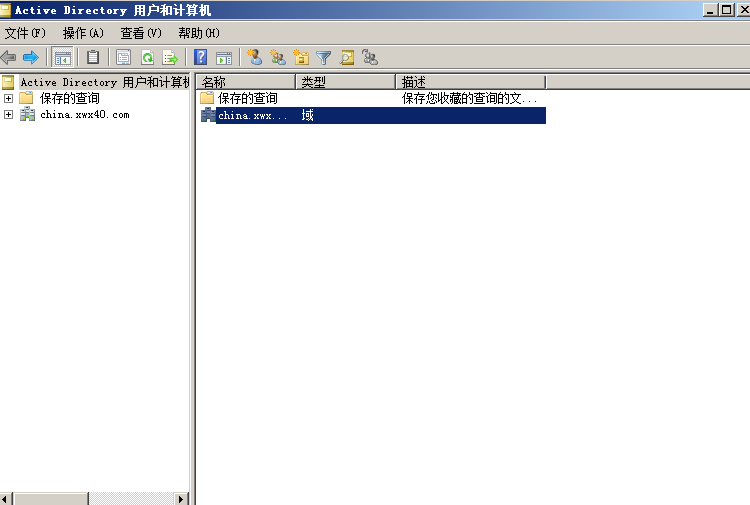 Active Directory 用户和计算机
文件(F) 操作(A) 查看(V) 帮助(H)
Active Directory 用户和计算机
保存的查询
china.xwx40.com
名称 类型 描述
保存的查询 保存您收藏的查询的文...
china.xwx... 域